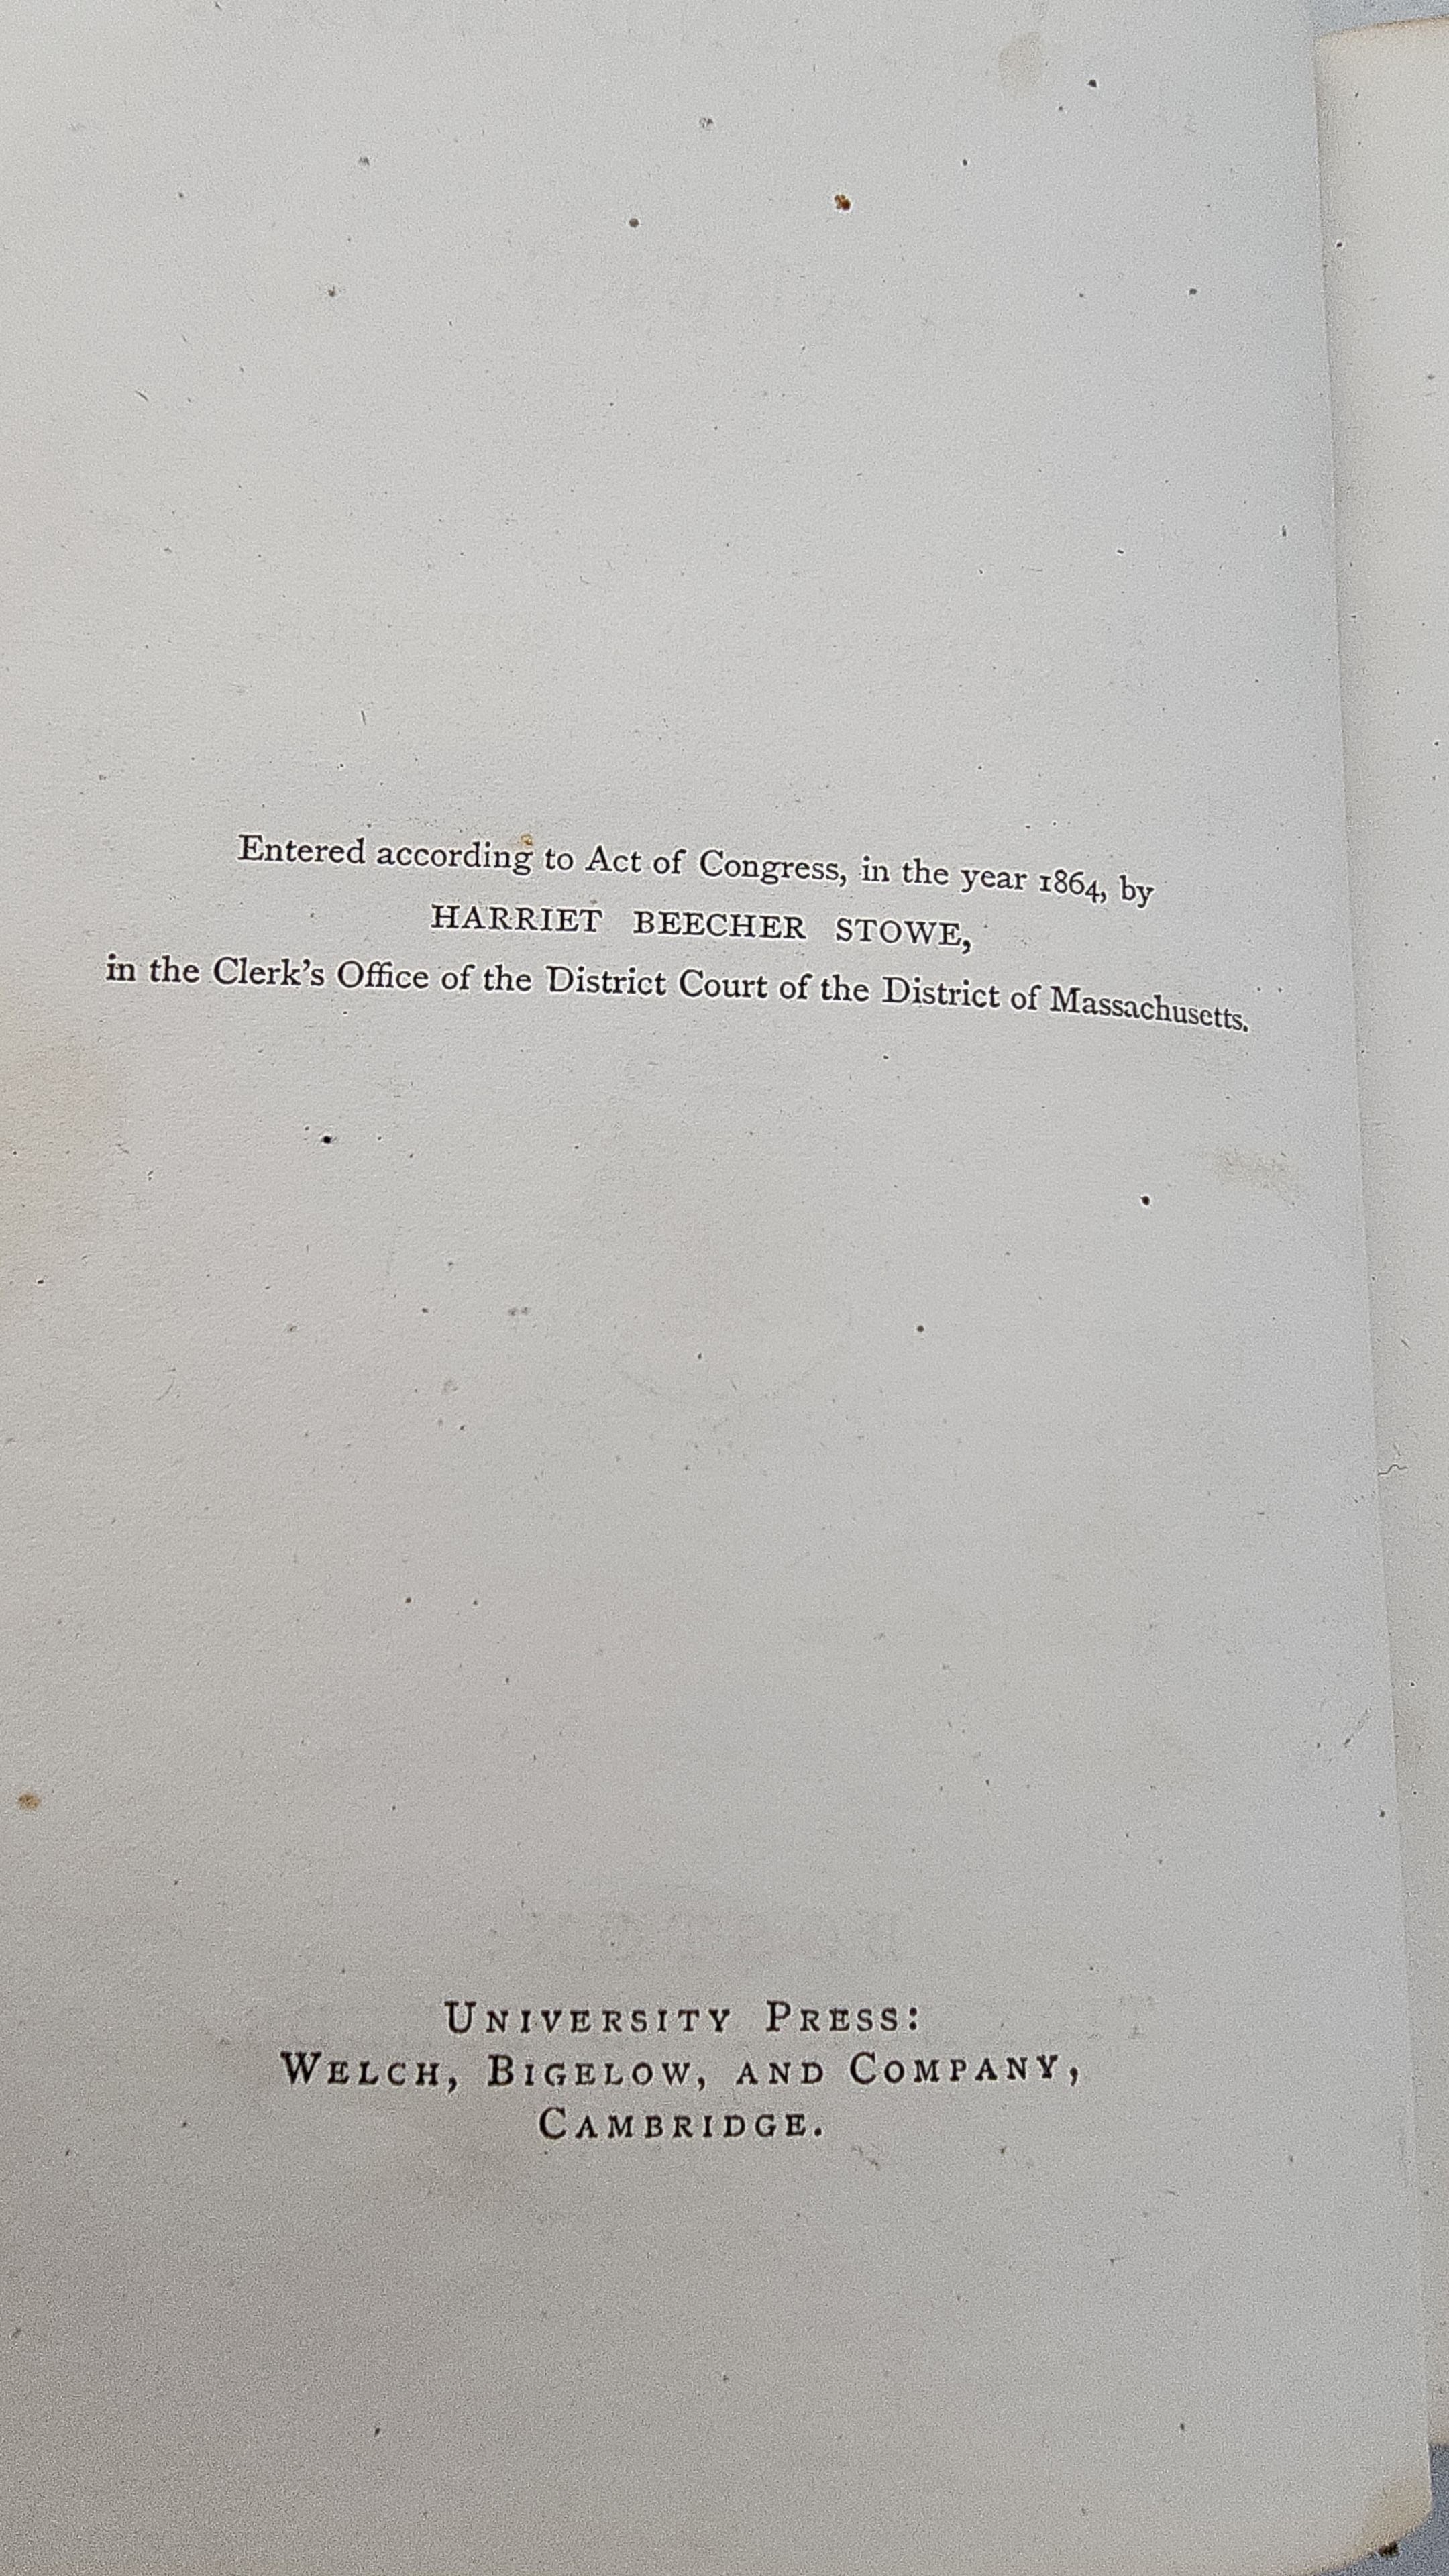 Entered according to Act of Congress, in the year 1864, by
HARRIET BEECHER STOWE,
in the Clerk's Office of the District Court of the District of Massachusetts.
University Press:
Welch, Bigelow, and Company,
Cambridge.